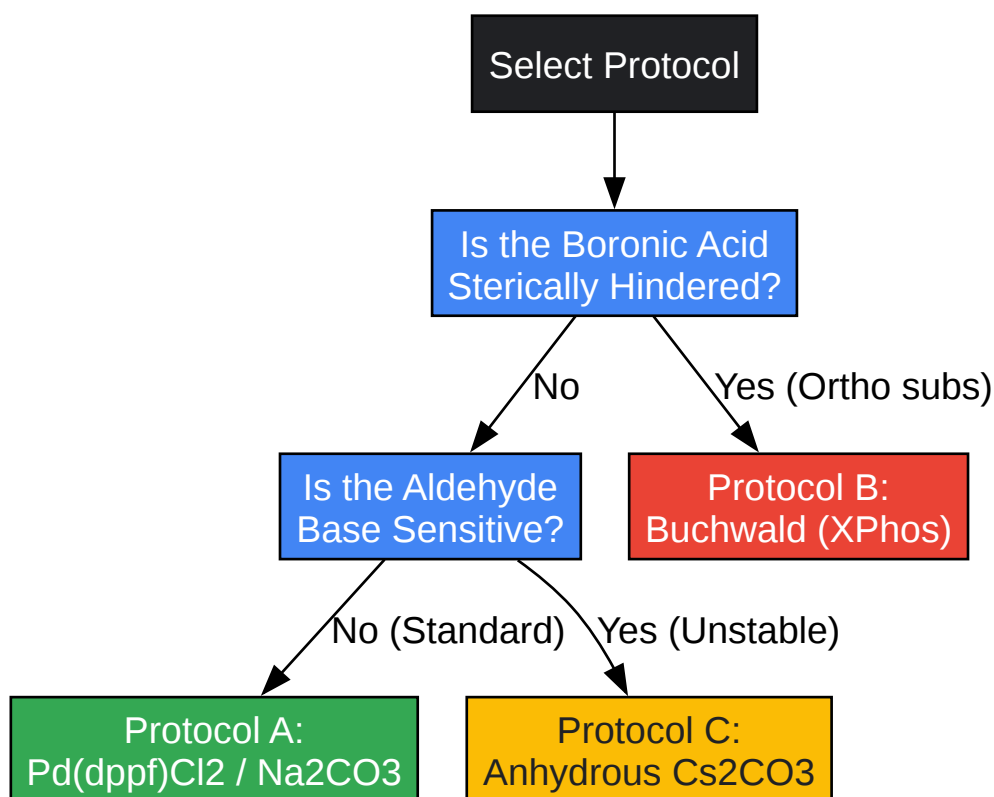 Select Protocol
Is the Boronic Acid
Sterically Hindered?
No
Yes (Ortho subs)
Is the Aldehyde
Base Sensitive?
Protocol B:
Buchwald (XPhos)
No (Standard)
Yes (Unstable)
Protocol A:
Pd(dppf)Cl2 / Na2CO3
Protocol C:
Anhydrous Cs2CO3